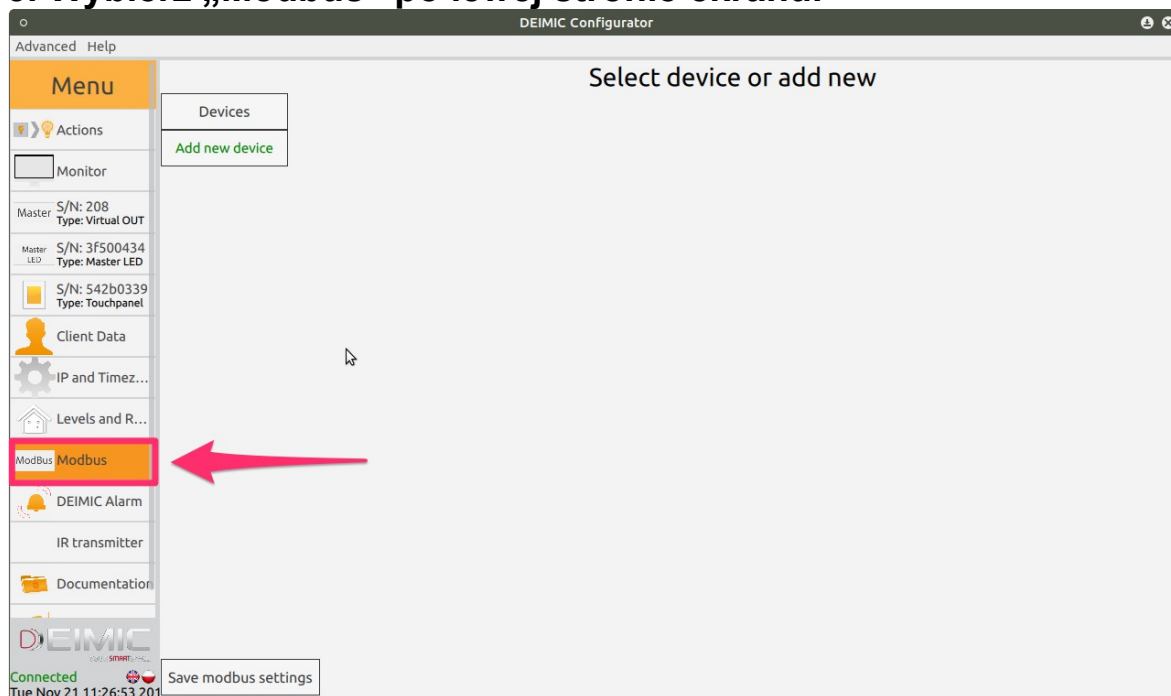 DEIMIC Configurator
Advanced Help
Menu
Select device or add new
Devices
Add new device
Actions
Monitor
Master
S/N: 208
Type: Virtual OUT
Master
LED
S/N: 3f500434
Type: Master LED
S/N: 542b0339
Type: Touchpanel
Client Data
IP and Timez...
Levels and R...
ModBus Modbus
DEIMIC Alarm
IR transmitter
Documentation
DEIMIC
SMART
Connected
Tue Nov 21 11:26:53 201
Save modbus settings